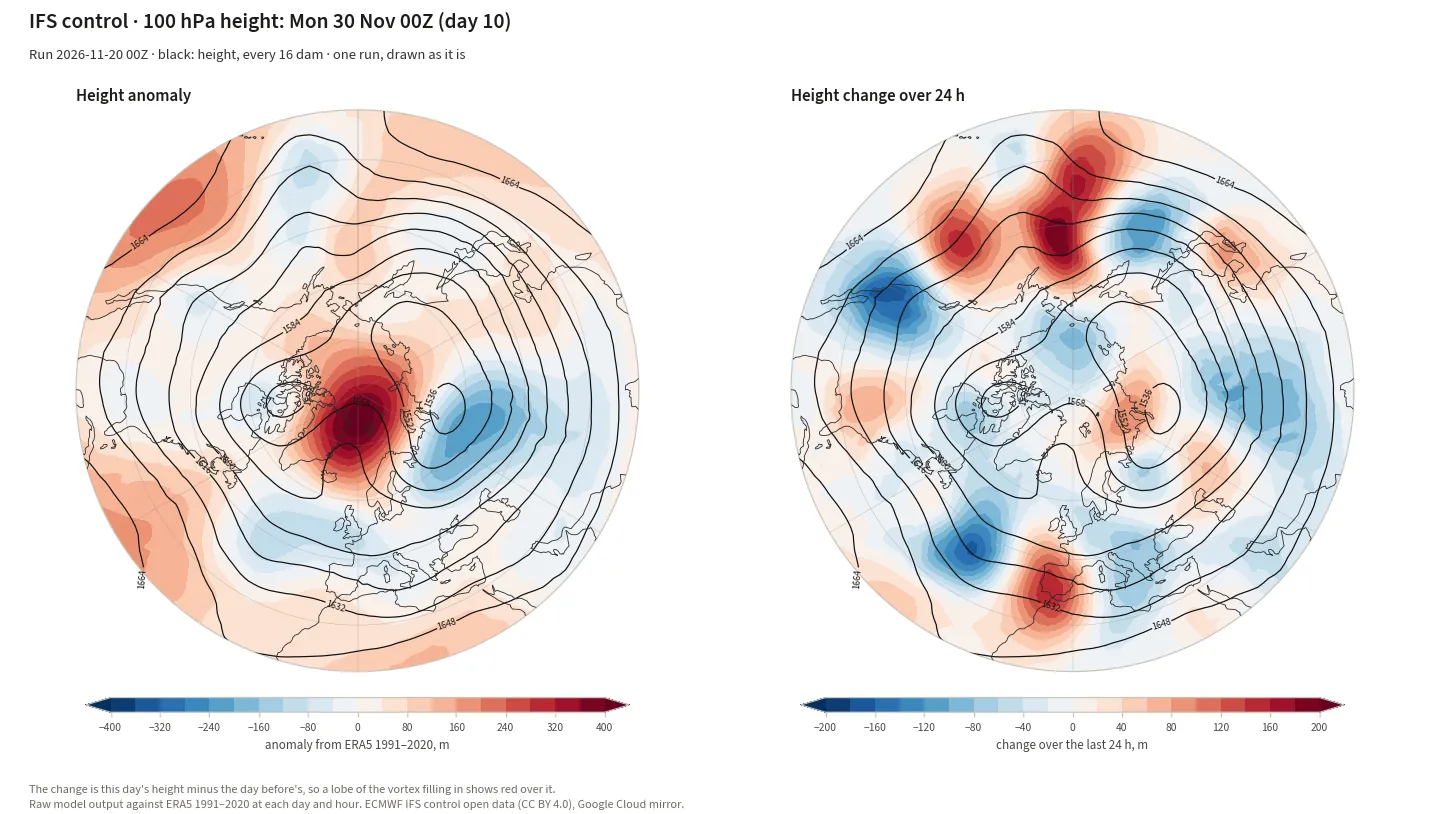 IFS control · 100 hPa height: Mon 30 Nov 00Z (day 10)
Run 2026-11-20 00Z · black: height, every 16 dam · one run, drawn as it is
Height anomaly
Height change over 24 h
1664
1664
1584
1536
1552
1664
1632
1648
1664
1664
1584
1568
1536
1552
1664
1632
1648
−400 −320 −240 −160 −80 0 80 160 240 320 400
anomaly from ERA5 1991–2020, m
−200 −160 −120 −80 −40 0 40 80 120 160 200
change over the last 24 h, m
The change is this day's height minus the day before's, so a lobe of the vortex filling in shows red over it.
Raw model output against ERA5 1991–2020 at each day and hour. ECMWF IFS control open data (CC BY 4.0), Google Cloud mirror.